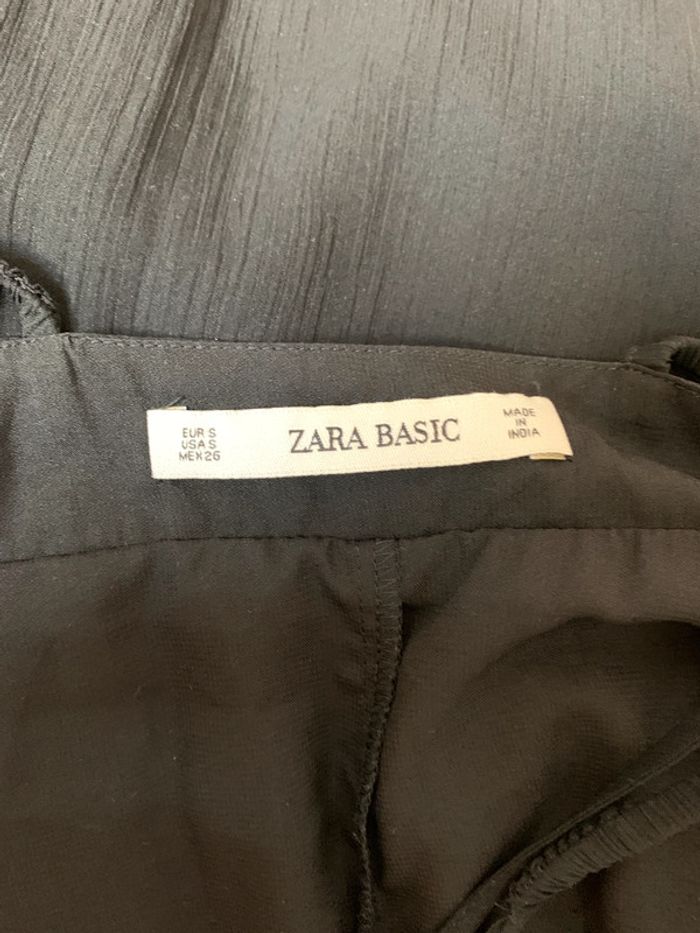 EUR S
USA S
MEX 26
ZARA BASIC
MADE
IN
INDIA